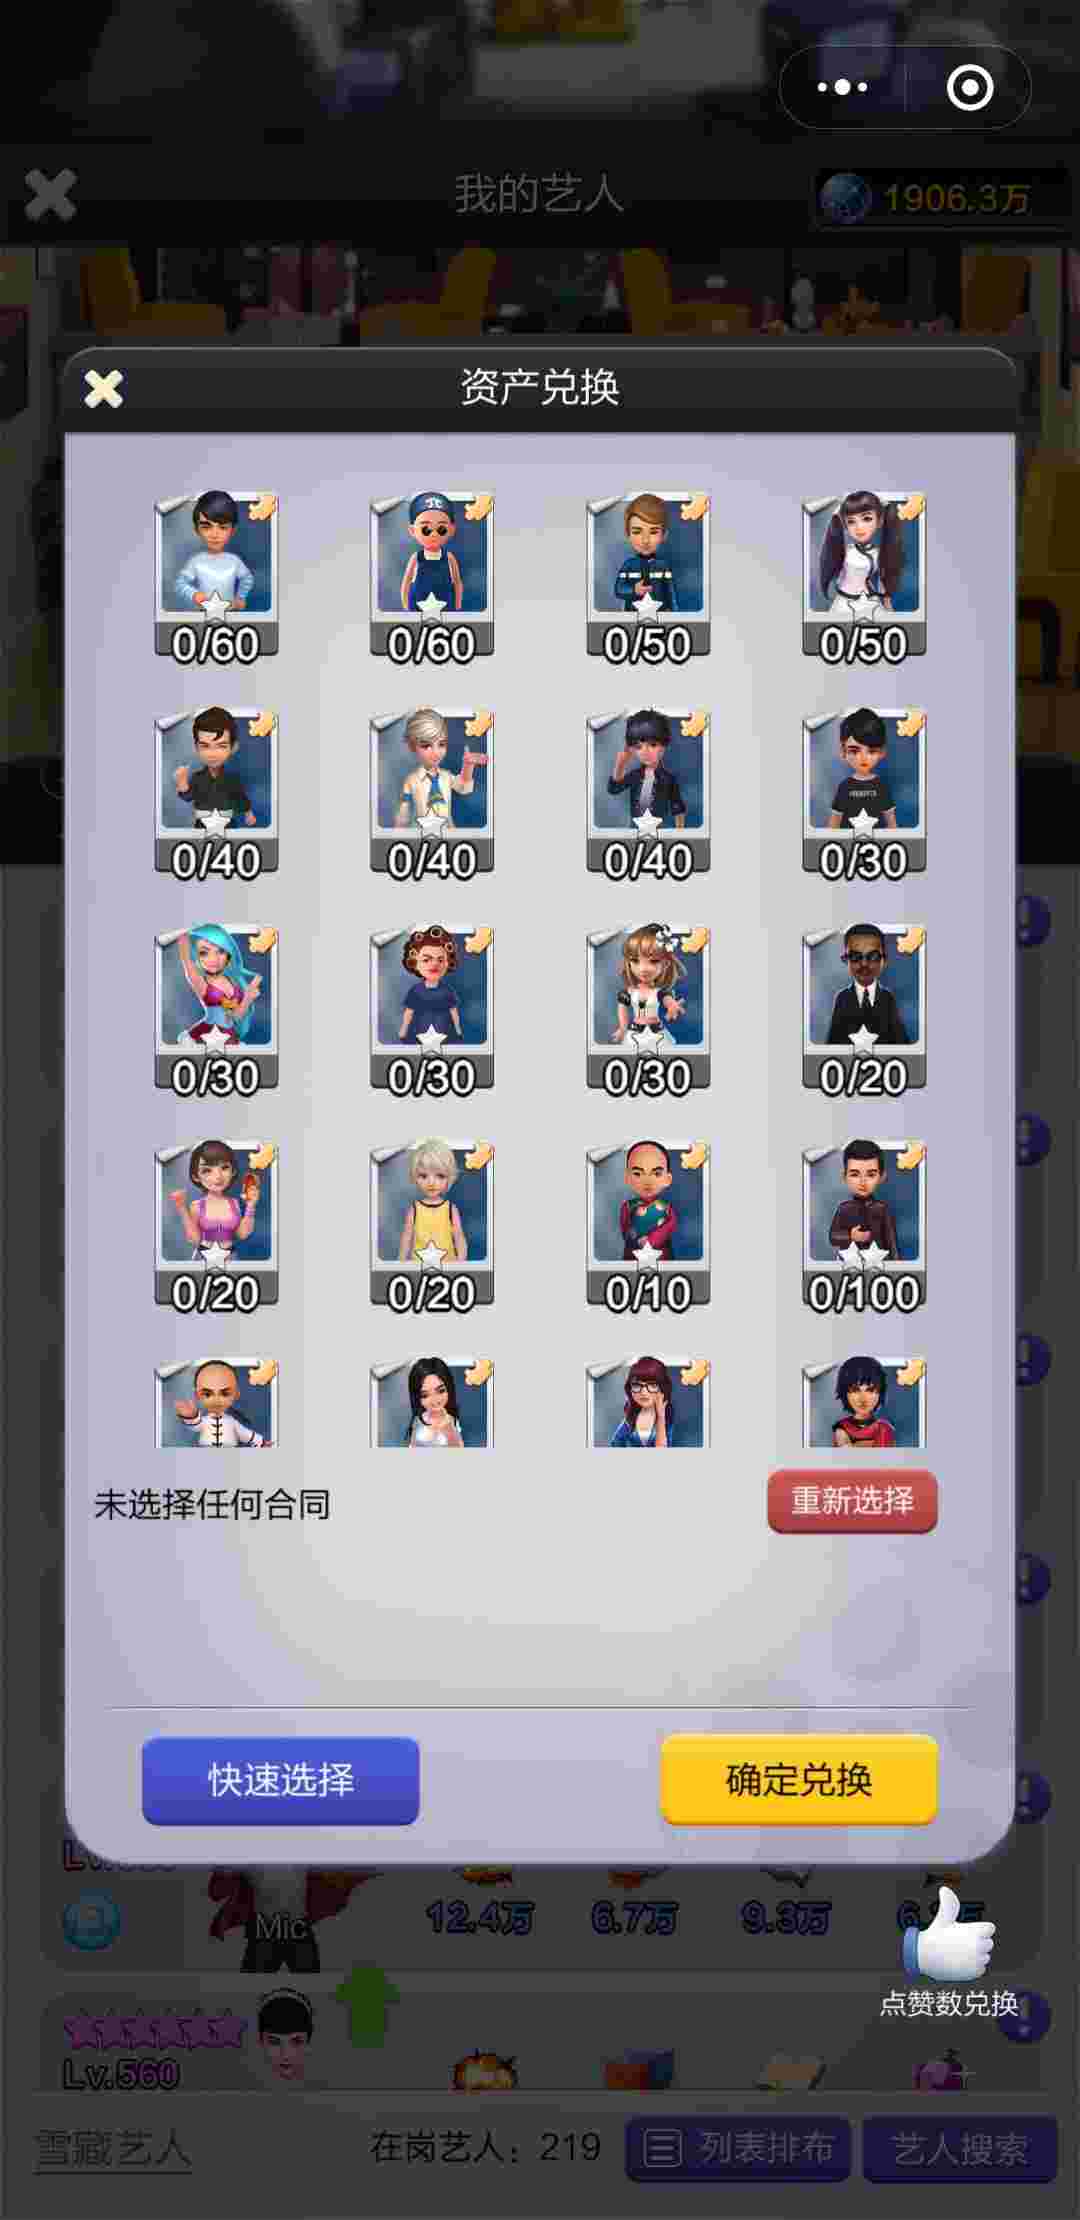 我的艺人
1906.3万
资产兑换
0/60
0/60
0/50
0/50
0/40
0/40
0/40
0/30
0/30
0/30
0/30
0/20
0/20
0/20
0/10
0/100
未选择任何合同
重新选择
快速选择
确定兑换
Mic
12.4万
6.7万
9.3万
点赞数兑换
Lv.560
雪藏艺人
在岗艺人：219
列表排布
艺人搜索